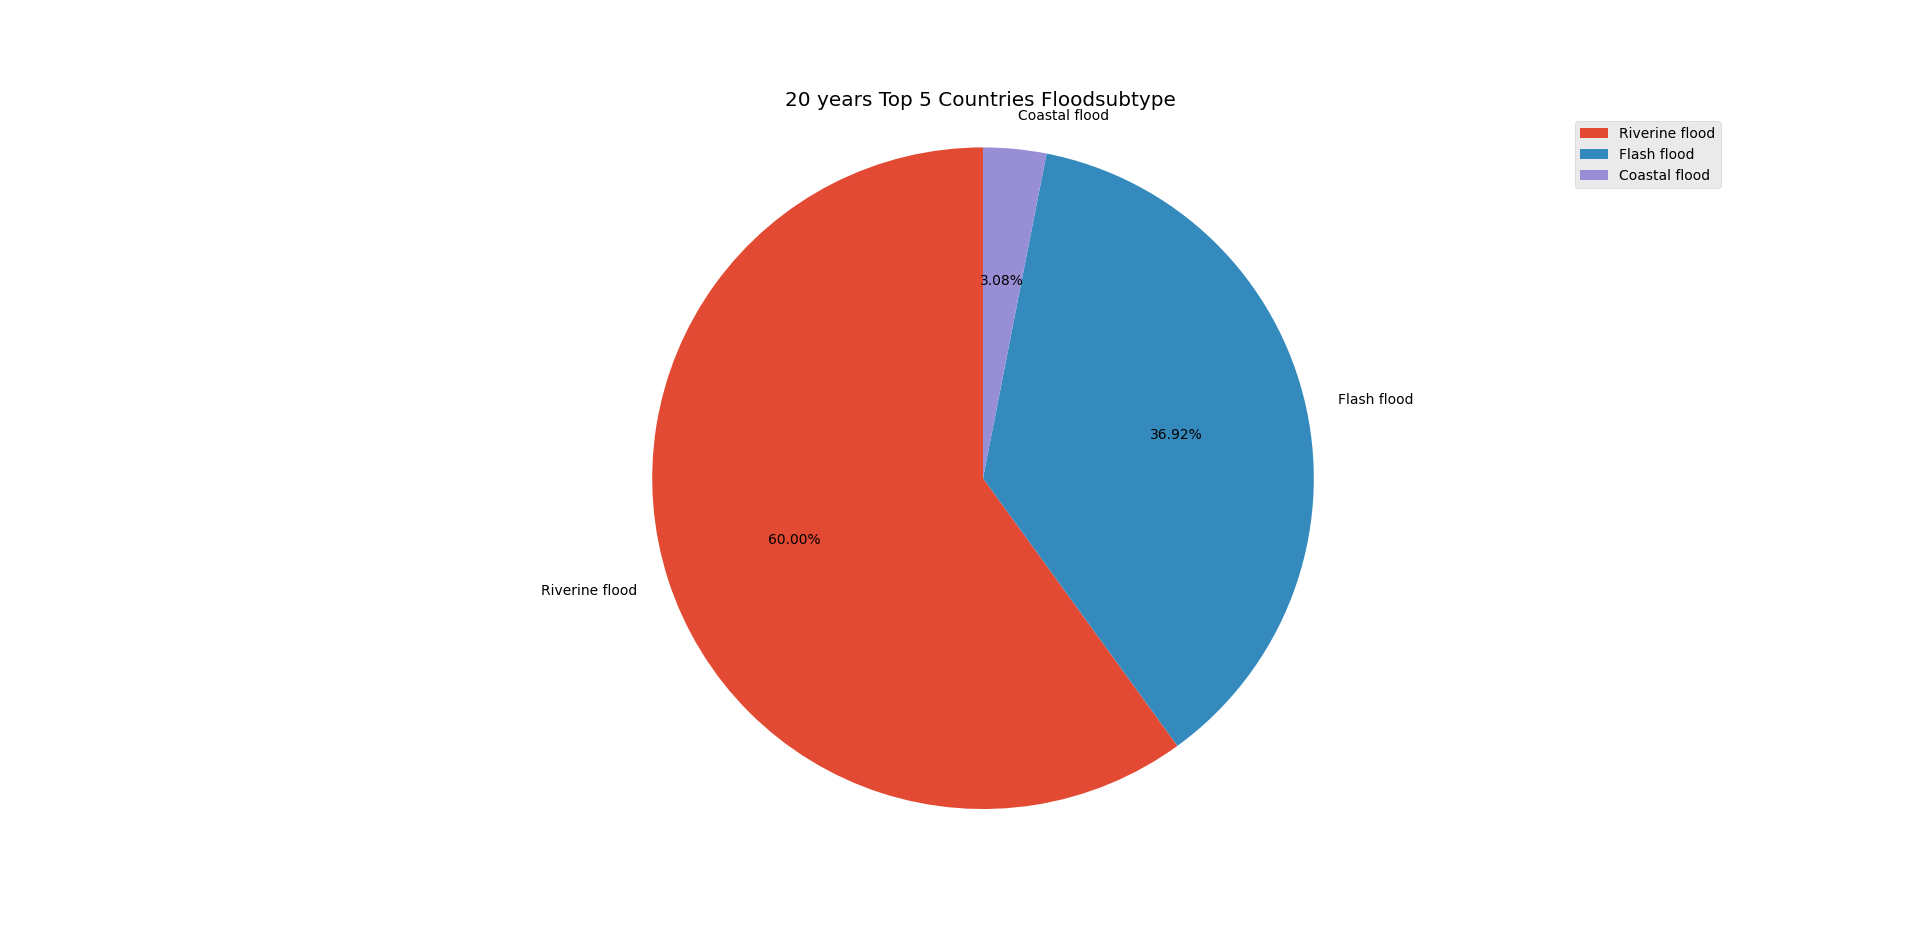 20 years Top 5 Countries Floodsubtype
Coastal flood
Riverine flood
Flash flood
Coastal flood
3.08%
Flash flood
36.92%
60.00%
Riverine flood